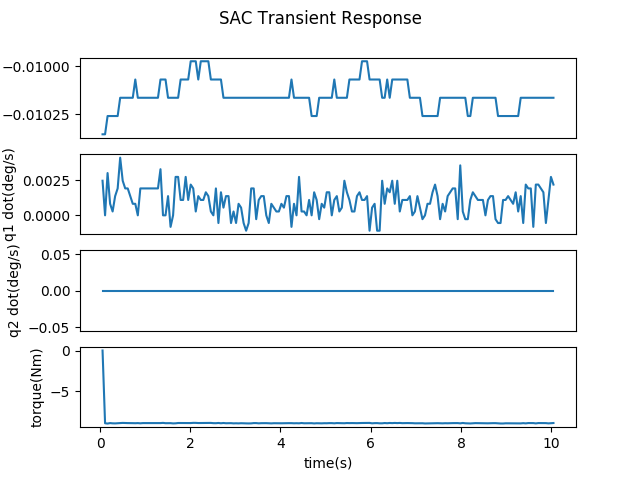 SAC Transient Response
−0.01000
−0.01025
q1 dot(deg/s)
0.0025
0.0000
q2 dot(deg/s)
0.05
0.00
−0.05
torque(Nm)
0
−5
0 2 4 6 8 10
time(s)